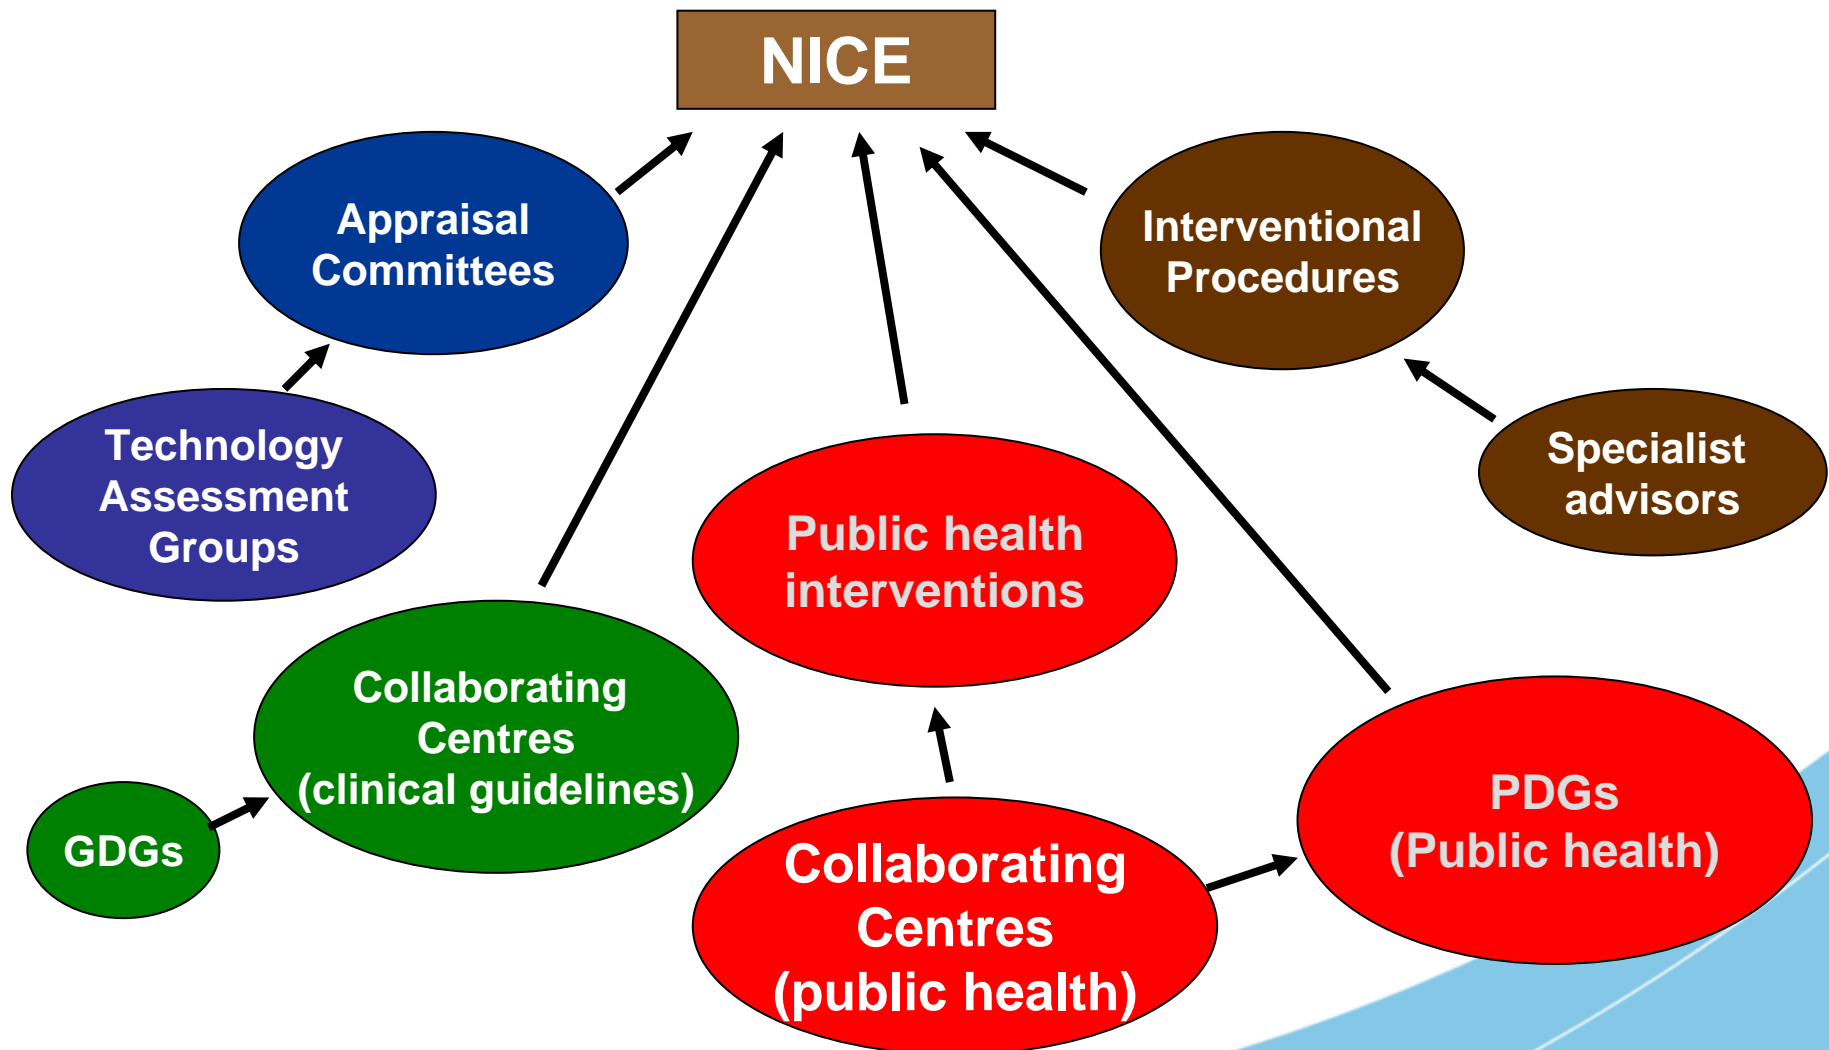 NICE
Appraisal
Committees
Interventional
Procedures
Technology
Assessment
Groups
Specialist
advisors
Public health
interventions
Collaborating
Centres
(clinical guidelines)
GDGs
PDGs
(Public health)
Collaborating
Centres
(public health)